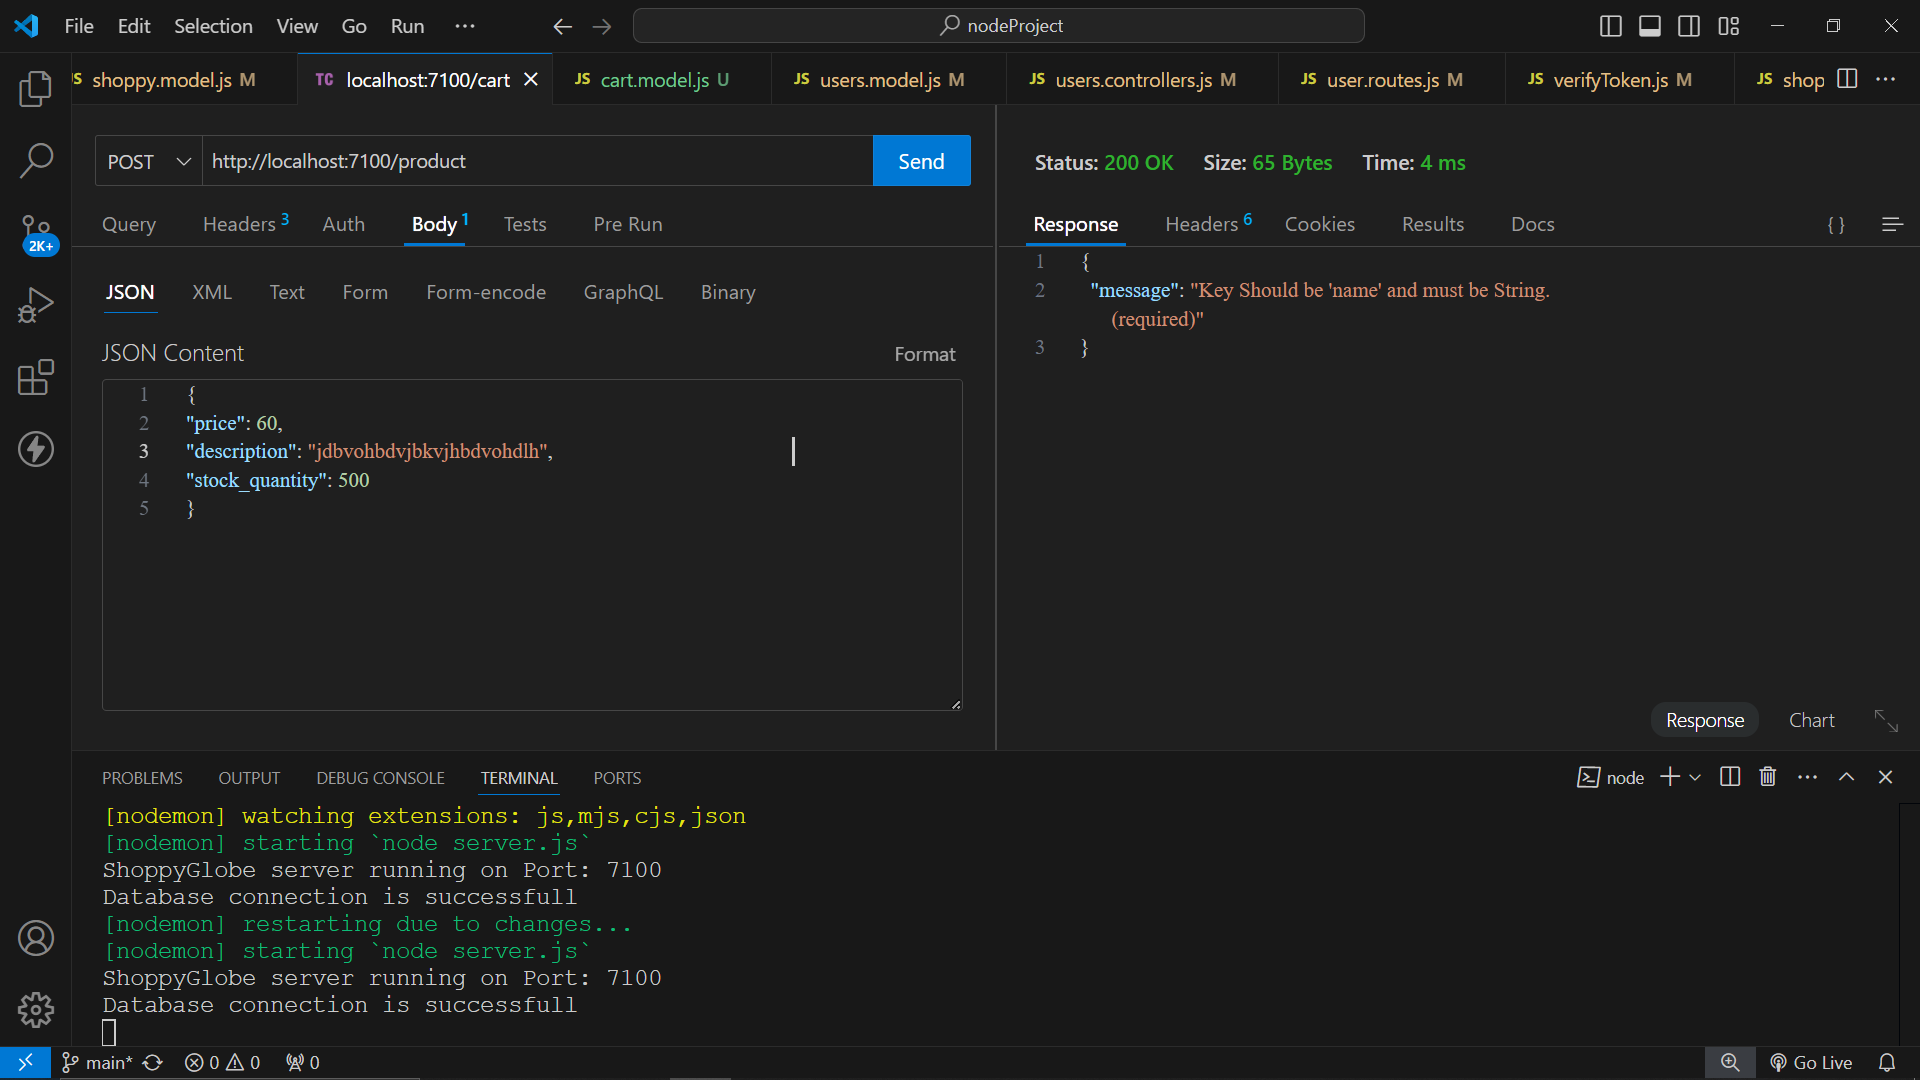 File Edit Selection View Go Run ··· nodeProject
JS shoppy.model.js M TC localhost:7100/cart JS cart.model.js U JS users.model.js M JS users.controllers.js M JS user.routes.js M JS verifyToken.js M JS shop ···
POST http://localhost:7100/product Send
Status: 200 OK Size: 65 Bytes Time: 4 ms
Query Headers 3 Auth Body 1 Tests Pre Run
Response Headers 6 Cookies Results Docs { }
2K+
JSON XML Text Form Form-encode GraphQL Binary
JSON Content Format
1 {
2 "price": 60,
3 "description": "jdbvohbdvjbkvjhbdvohdlh",
4 "stock_quantity": 500
5 }
1 {
2 "message": "Key Should be 'name' and must be String.
(required)"
3 }
Response Chart
PROBLEMS OUTPUT DEBUG CONSOLE TERMINAL PORTS node ···
[nodemon] watching extensions: js,mjs,cjs,json
[nodemon] starting `node server.js`
ShoppyGlobe server running on Port: 7100
Database connection is successfull
[nodemon] restarting due to changes...
[nodemon] starting `node server.js`
ShoppyGlobe server running on Port: 7100
Database connection is successfull
main* 0 0 0 Go Live